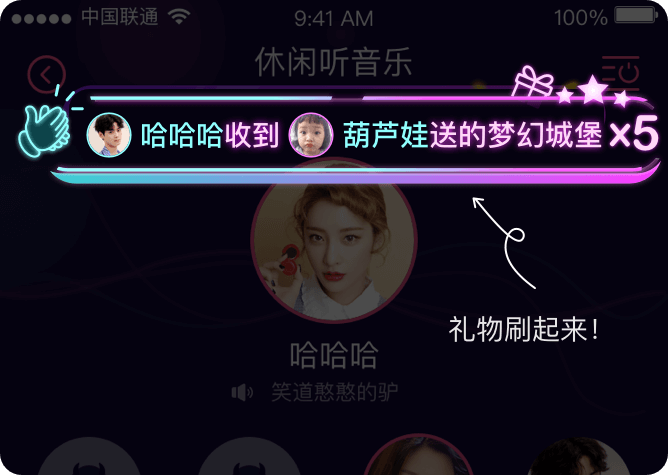 中国联通 9:41 AM 100%
休闲听音乐
哈哈哈收到 葫芦娃送的梦幻城堡 x5
礼物刷起来!
哈哈哈
笑道憨憨的驴